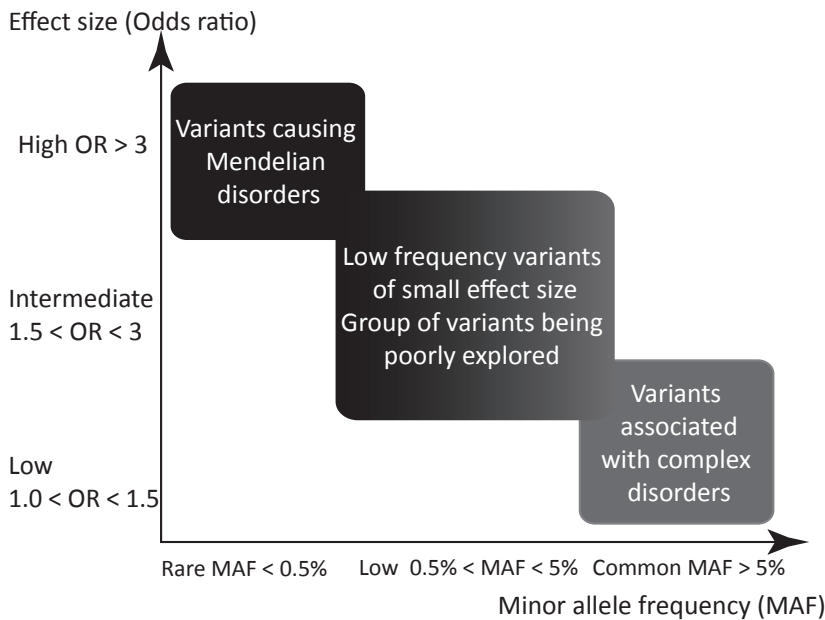 Effect size (Odds ratio)
High OR > 3
Variants causing
Mendelian
disorders
Low frequency variants
of small effect size
Group of variants being
poorly explored
Intermediate
1.5 < OR < 3
Variants
associated
with complex
disorders
Low
1.0 < OR < 1.5
Rare MAF < 0.5%
Low 0.5% < MAF < 5%
Common MAF > 5%
Minor allele frequency (MAF)